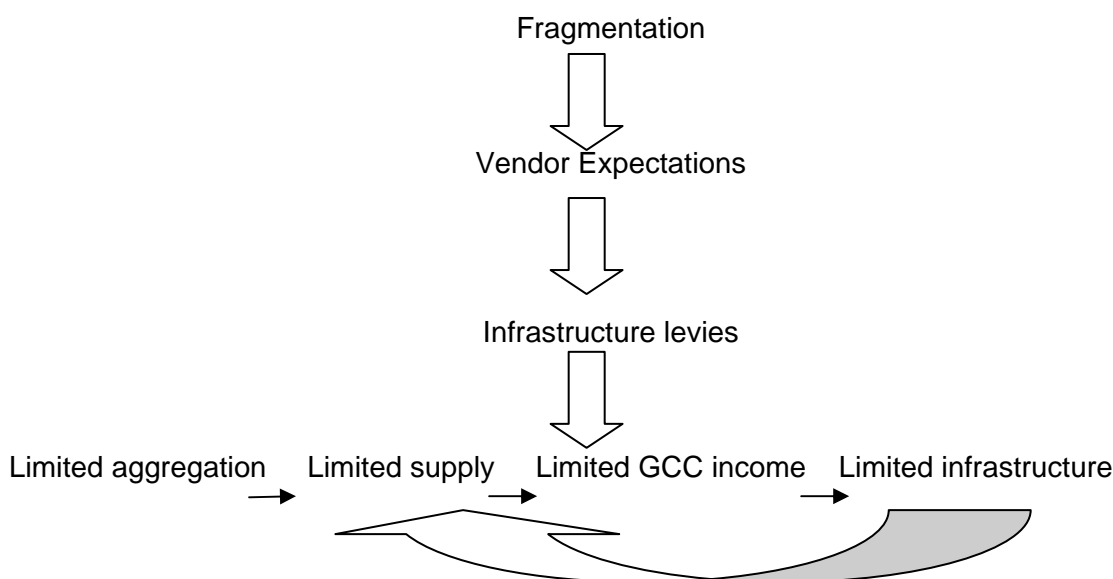 Fragmentation
Vendor Expectations
Infrastructure levies
Limited aggregation Limited supply Limited GCC income Limited infrastructure